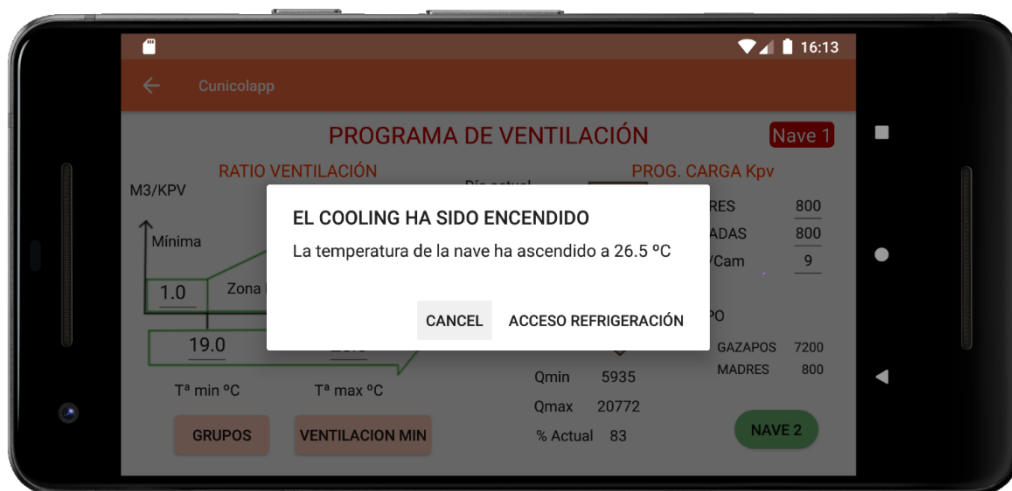 16:13
Cunicolapp
PROGRAMA DE VENTILACIÓN
Nave 1
RATIO VENTILACIÓN
PROG. CARGA Kpv
M3/KPV
800
Mínima
800
/Cam 9
1.0 Zona
EL COOLING HA SIDO ENCENDIDO
La temperatura de la nave ha ascendido a 26.5 ºC
CANCEL ACCESO REFRIGERACIÓN
19.0
GAZAPOS 7200
MADRES 800
Tª min ºC Tª max ºC
Qmin 5935
Qmax 20772
% Actual 83
GRUPOS
VENTILACION MIN
NAVE 2